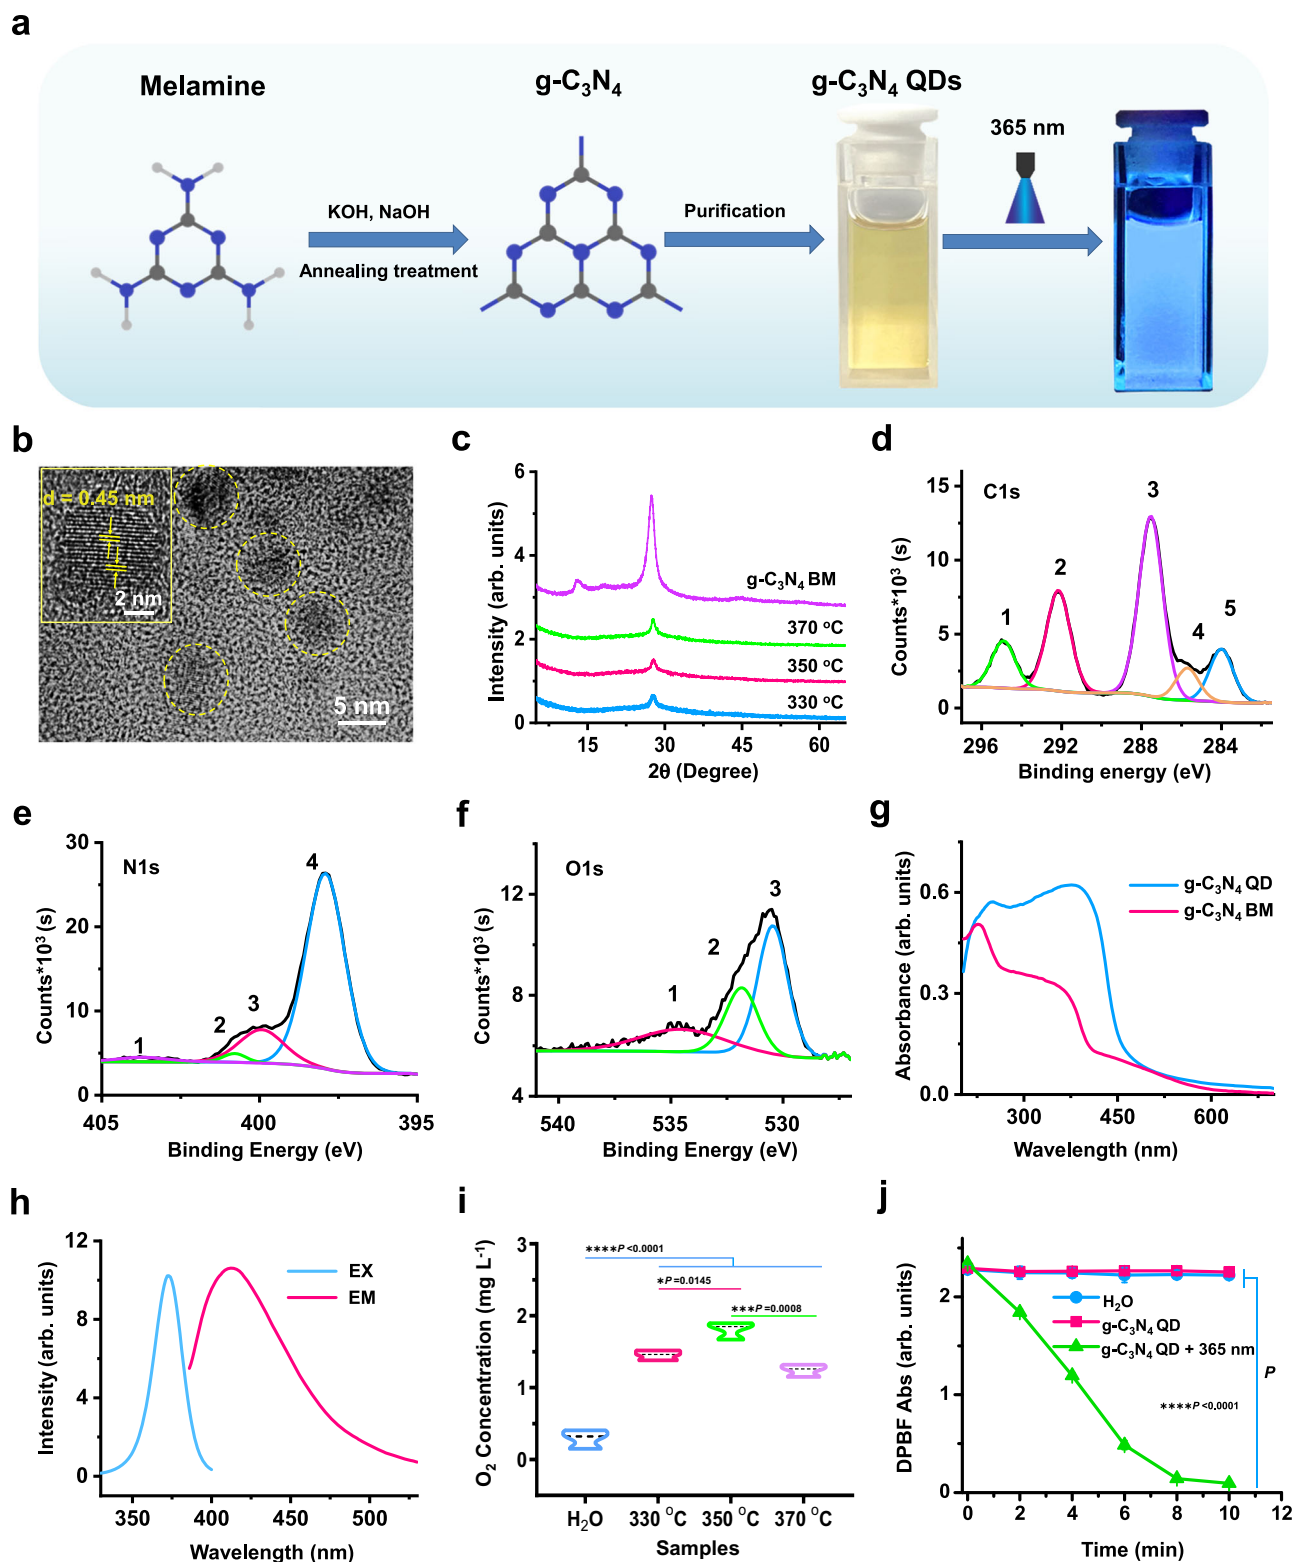 a
Melamine
g-C₃N₄
g-C₃N₄ QDs
365 nm
KOH, NaOH
Annealing treatment
Purification
b
d = 0.45 nm
2 nm
5 nm
c
Intensity (arb. units)
6
4
2
0
g-C₃N₄ BM
370 °C
350 °C
330 °C
15 30 45 60
2θ (Degree)
d
Counts*10³ (s)
15
10
5
0
C1s
1
2
3
4
5
296 292 288 284
Binding energy (eV)
e
Counts*10³ (s)
30
20
10
0
N1s
1
2
3
4
405 400 395
Binding Energy (eV)
f
Counts*10³ (s)
12
8
4
O1s
1
2
3
540 535 530
Binding Energy (eV)
g
Absorbance (arb. units)
0.6
0.3
0.0
g-C₃N₄ QD
g-C₃N₄ BM
300 450 600
Wavelength (nm)
h
Intensity (arb. units)
12
8
4
0
EX
EM
350 400 450 500
Wavelength (nm)
i
O₂ Concentration (mg L⁻¹)
3
2
1
0
****P <0.0001
*P =0.0145
***P =0.0008
H₂O 330 °C 350 °C 370 °C
Samples
j
DPBF Abs (arb. units)
2
1
0
H₂O
g-C₃N₄ QD
g-C₃N₄ QD + 365 nm
****P <0.0001
P
0 2 4 6 8 10 12
Time (min)